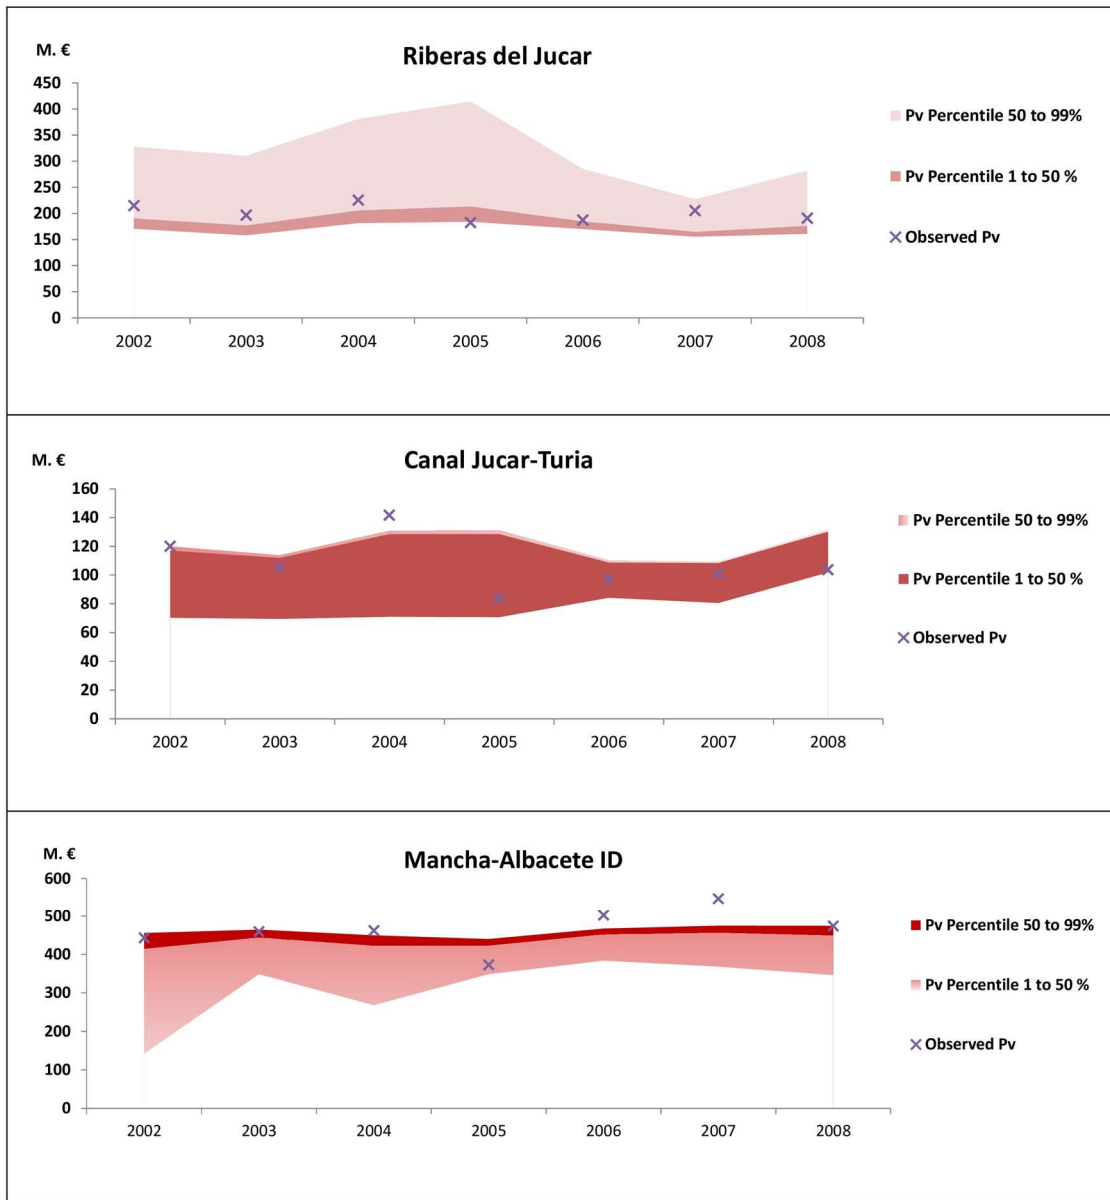 Riberas del Jucar
M. €
450
400
350
300
250
200
150
100
50
0
2002 2003 2004 2005 2006 2007 2008
Pv Percentile 50 to 99%
Pv Percentile 1 to 50 %
Observed Pv
Canal Jucar-Turia
M. €
160
140
120
100
80
60
40
20
0
2002 2003 2004 2005 2006 2007 2008
Pv Percentile 50 to 99%
Pv Percentile 1 to 50 %
Observed Pv
Mancha-Albacete ID
M. €
600
500
400
300
200
100
0
2002 2003 2004 2005 2006 2007 2008
Pv Percentile 50 to 99%
Pv Percentile 1 to 50 %
Observed Pv